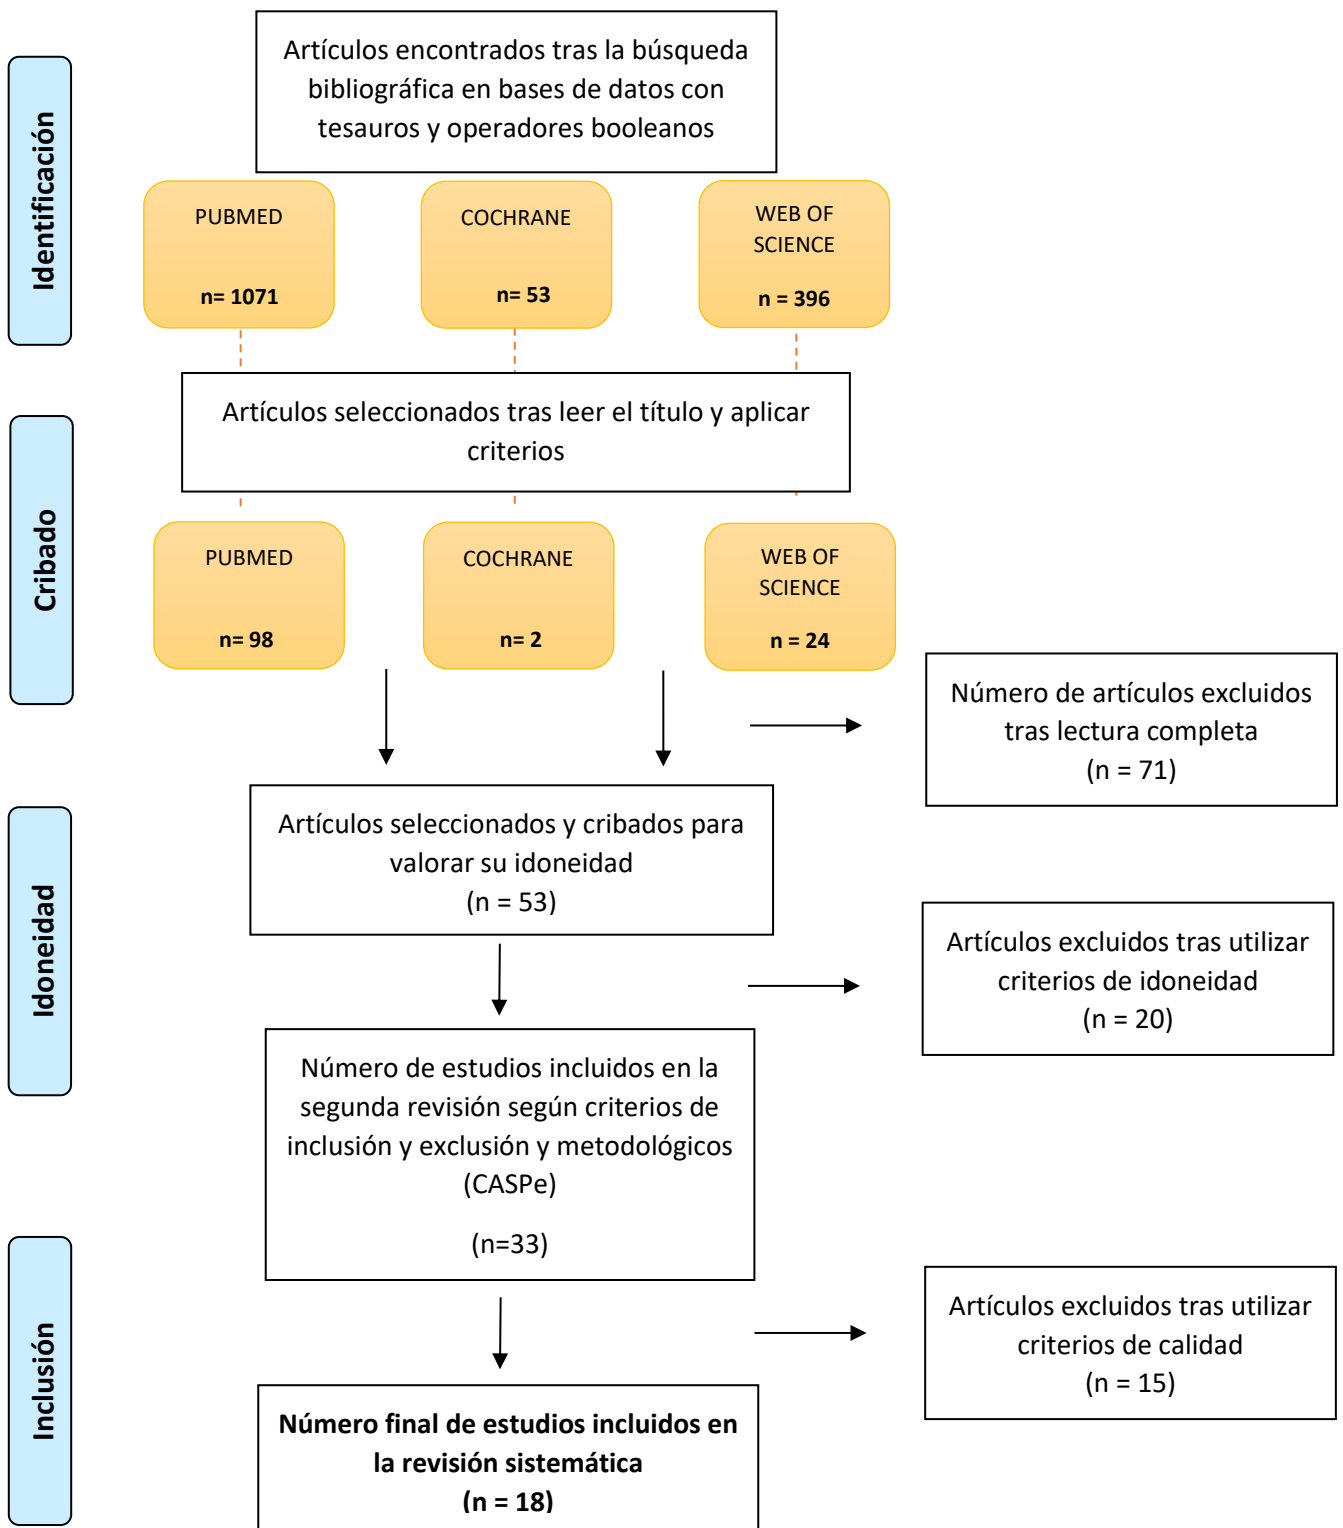 Identificación
Artículos encontrados tras la búsqueda
bibliográfica en bases de datos con
tesauros y operadores booleanos
PUBMED
n= 1071
COCHRANE
n= 53
WEB OF
SCIENCE
n = 396
Cribado
Artículos seleccionados tras leer el título y aplicar
criterios
PUBMED
n= 98
COCHRANE
n= 2
WEB OF
SCIENCE
n = 24
Número de artículos excluidos
tras lectura completa
(n = 71)
Idoneidad
Artículos seleccionados y cribados para
valorar su idoneidad
(n = 53)
Artículos excluidos tras utilizar
criterios de idoneidad
(n = 20)
Número de estudios incluidos en la
segunda revisión según criterios de
inclusión y exclusión y metodológicos
(CASPe)
(n=33)
Inclusión
Artículos excluidos tras utilizar
criterios de calidad
(n = 15)
Número final de estudios incluidos en
la revisión sistemática
(n = 18)